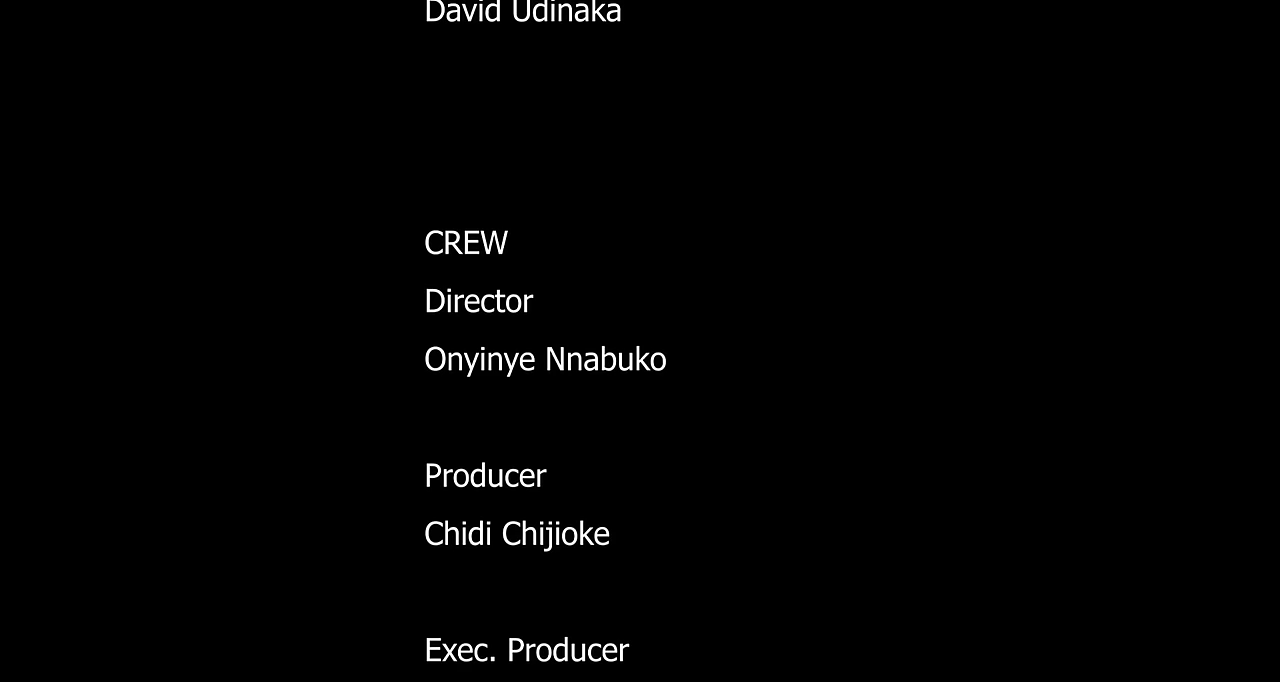 David Udinaka
CREW
Director
Onyinye Nnabuko
Producer
Chidi Chijioke
Exec. Producer